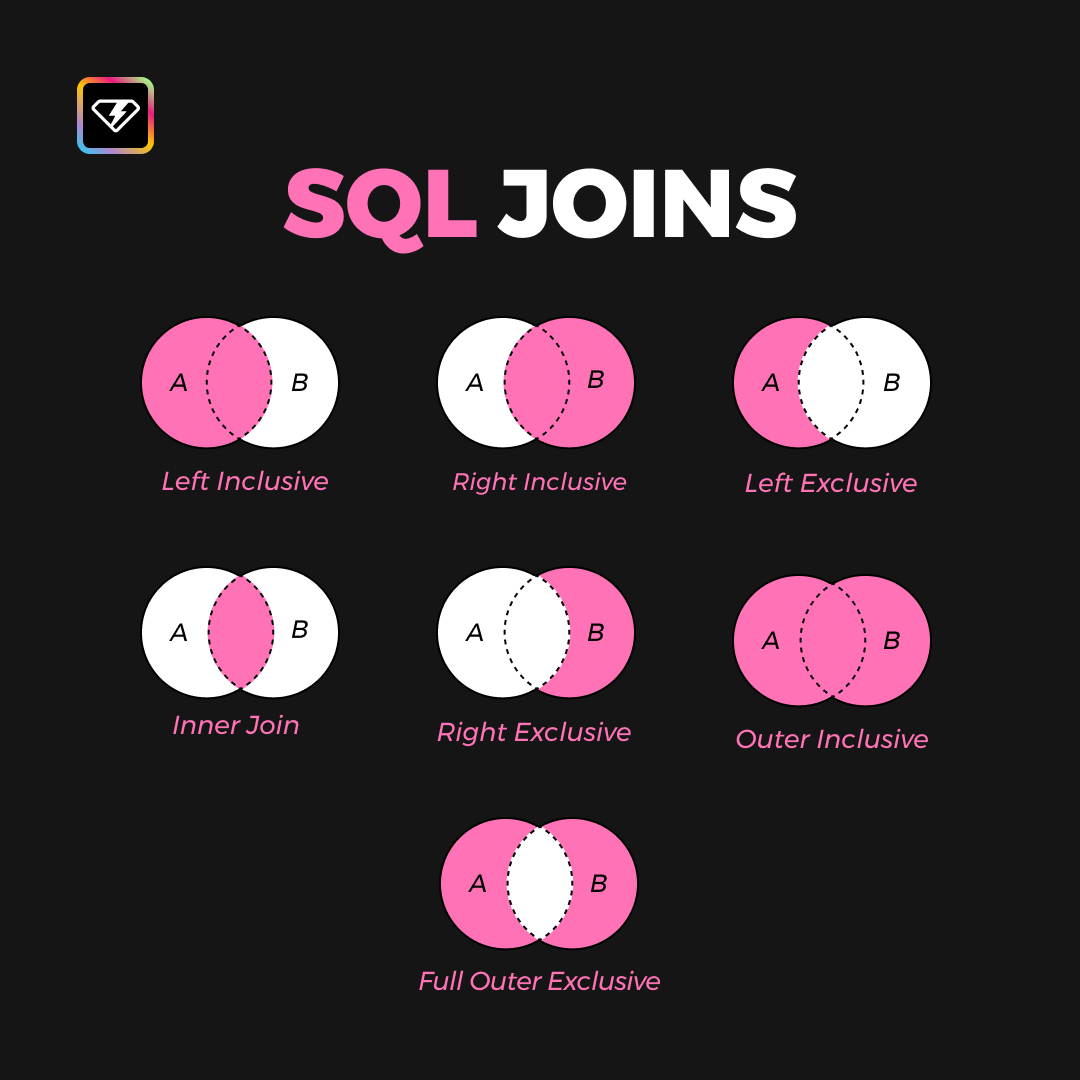 SQL JOINS
A B
A B
A B
Left Inclusive
Right Inclusive
Left Exclusive
A B
A B
A B
Inner Join
Right Exclusive
Outer Inclusive
A B
Full Outer Exclusive